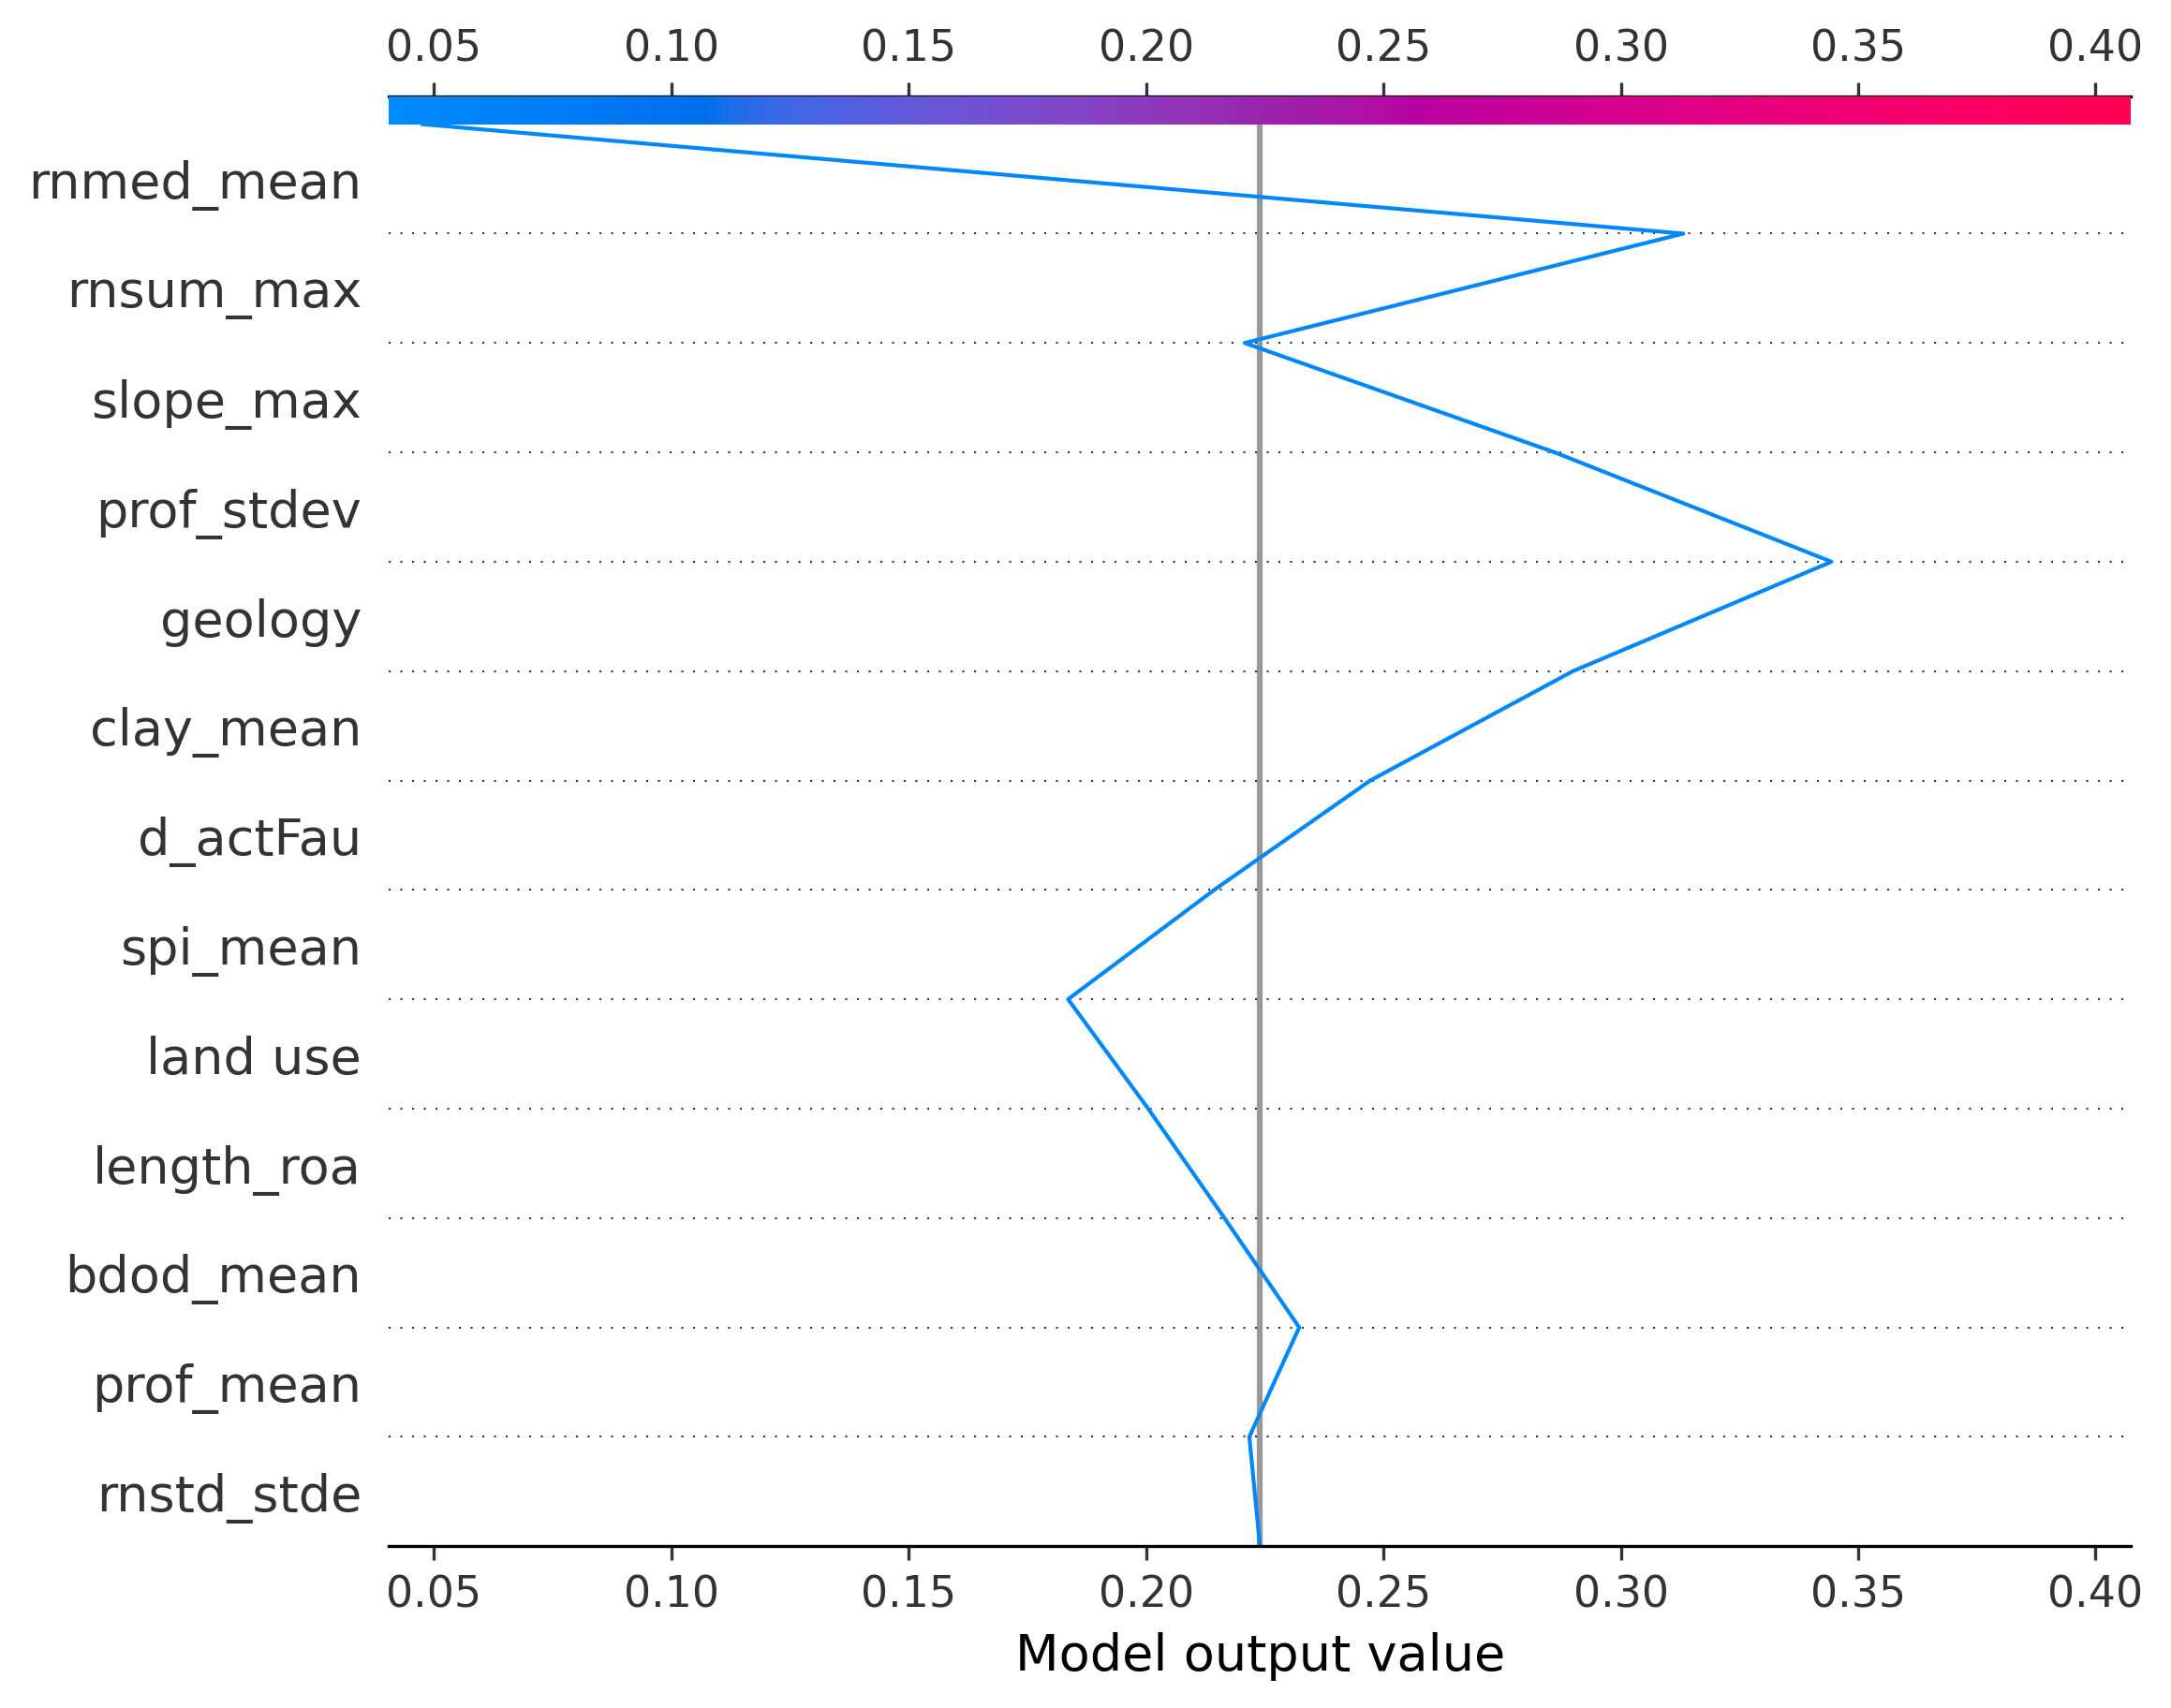 0.05 0.10 0.15 0.20 0.25 0.30 0.35 0.40
rnmed_mean
rnsum_max
slope_max
prof_stdev
geology
clay_mean
d_actFau
spi_mean
land use
length_roa
bdod_mean
prof_mean
rnstd_stde
0.05 0.10 0.15 0.20 0.25 0.30 0.35 0.40
Model output value